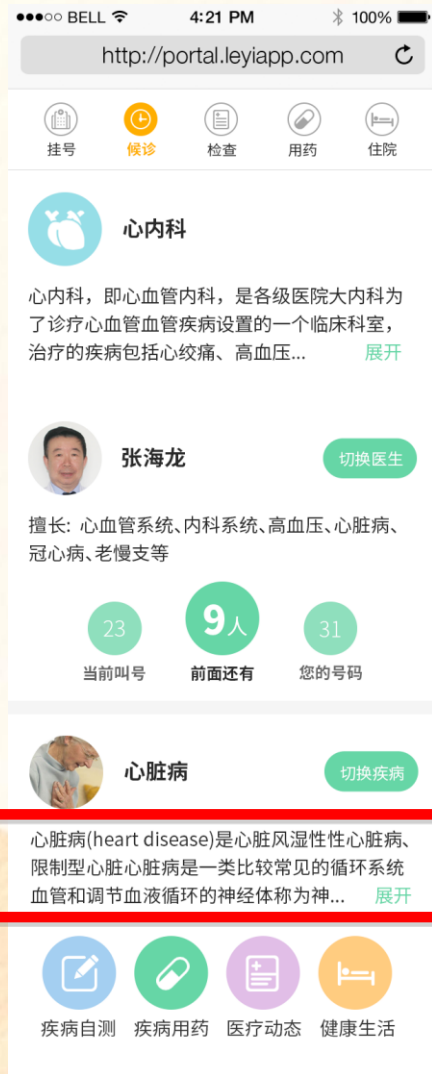 ●●●○○ BELL 4:21 PM 100%
http://portal.leyiapp.com
挂号 候诊 检查 用药 住院
心内科
心内科，即心血管内科，是各级医院大内科为
了诊疗心血管血管疾病设置的一个临床科室，
治疗的疾病包括心绞痛、高血压... 展开
张海龙 切换医生
擅长: 心血管系统、内科系统、高血压、心脏病、
冠心病、老慢支等
23 9人 31
当前叫号 前面还有 您的号码
心脏病 切换疾病
心脏病(heart disease)是心脏风湿性性心脏病、
限制型心脏心脏病是一类比较常见的循环系统
血管和调节血液循环的神经体称为神... 展开
疾病自测 疾病用药 医疗动态 健康生活